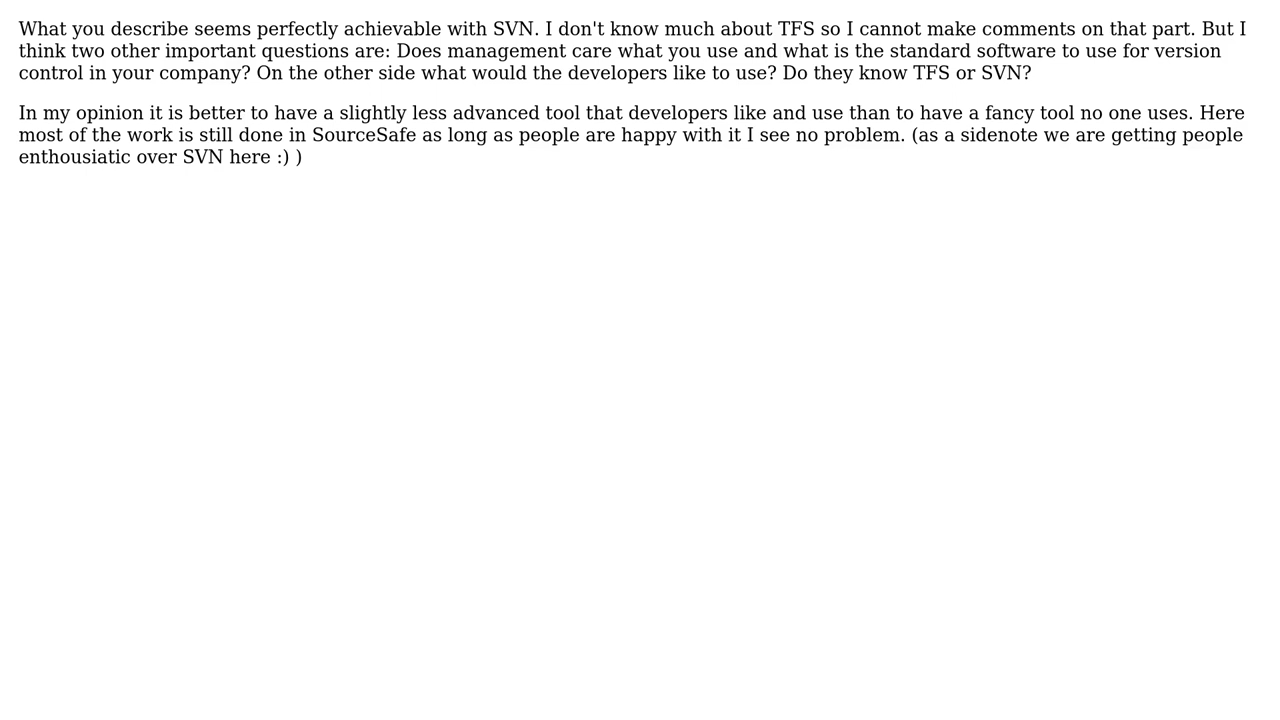 What you describe seems perfectly achievable with SVN. I don't know much about TFS so I cannot make comments on that part. But I
think two other important questions are: Does management care what you use and what is the standard software to use for version
control in your company? On the other side what would the developers like to use? Do they know TFS or SVN?
In my opinion it is better to have a slightly less advanced tool that developers like and use than to have a fancy tool no one uses. Here
most of the work is still done in SourceSafe as long as people are happy with it I see no problem. (as a sidenote we are getting people
enthousiatic over SVN here :) )